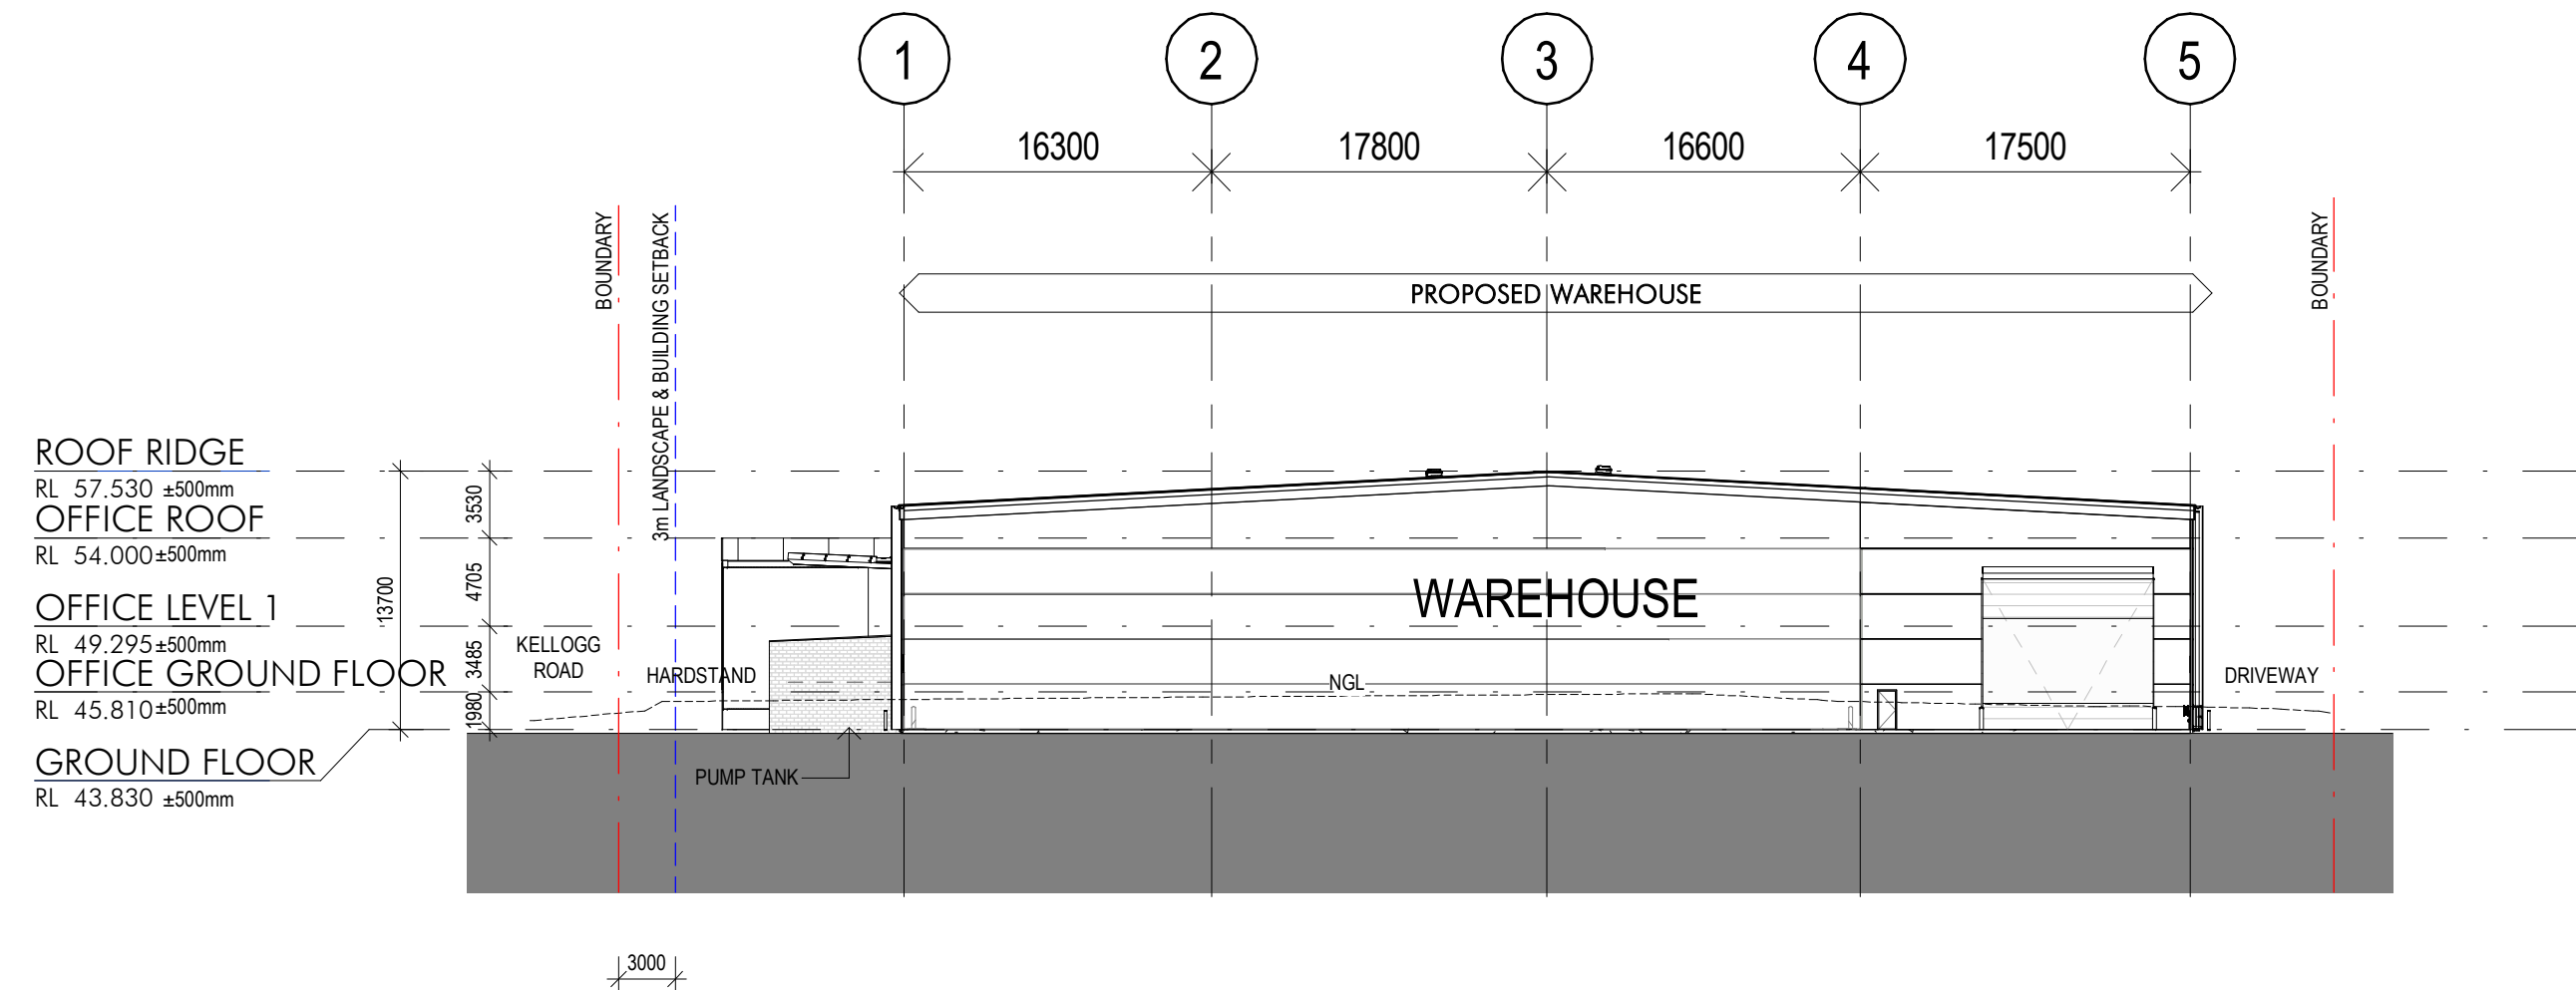 1 2 3 4 5
16300 17800 16600 17500
BOUNDARY
3m LANDSCAPE & BUILDING SETBACK
BOUNDARY
PROPOSED WAREHOUSE
ROOF RIDGE
RL 57.530 ±500mm
OFFICE ROOF
RL 54.000 ±500mm
OFFICE LEVEL 1
RL 49.295 ±500mm
OFFICE GROUND FLOOR
RL 45.810 ±500mm
GROUND FLOOR
RL 43.830 ±500mm
13700
3530
4705
3485
1980
KELLOGG
ROAD
HARDSTAND
WAREHOUSE
NGL
DRIVEWAY
PUMP TANK
3000